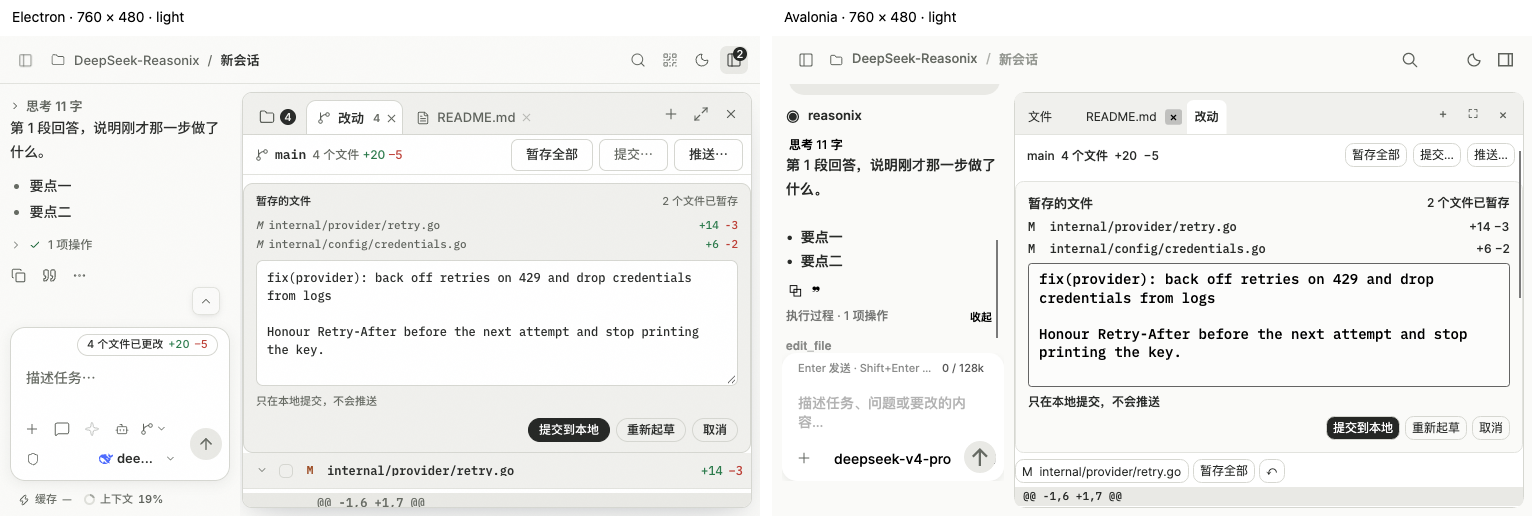 Electron · 760 × 480 · light
DeepSeek-Reasonix / 新会话
2
思考 11 字
第 1 段回答，说明刚才那一步做了
什么。
• 要点一
• 要点二
1 项操作
4 个文件已更改 +20 −5
描述任务…
dee...
缓存 — 上下文 19%
4 改动 4 × README.md ×
main 4 个文件 +20 −5 暂存全部 提交… 推送…
暂存的文件 2 个文件已暂存
M internal/provider/retry.go +14 -3
M internal/config/credentials.go +6 -2
fix(provider): back off retries on 429 and drop credentials
from logs
Honour Retry-After before the next attempt and stop printing
the key.
只在本地提交，不会推送
提交到本地 重新起草 取消
M internal/provider/retry.go +14 −3
@@ -1,6 +1,7 @@
Avalonia · 760 × 480 · light
DeepSeek-Reasonix / 新会话
reasonix
思考 11 字
第 1 段回答，说明刚才那一步做了
什么。
• 要点一
• 要点二
执行过程 · 1 项操作 收起
edit_file
Enter 发送 · Shift+Enter ... 0 / 128k
描述任务、问题或要改的内
容...
deepseek-v4-pro
文件 README.md × 改动
main 4 个文件 +20 −5 暂存全部 提交... 推送...
暂存的文件 2 个文件已暂存
M internal/provider/retry.go +14 −3
M internal/config/credentials.go +6 −2
fix(provider): back off retries on 429 and drop
credentials from logs
Honour Retry-After before the next attempt and stop
printing the key.
只在本地提交，不会推送
提交到本地 重新起草 取消
M internal/provider/retry.go 暂存全部
@@ -1,6 +1,7 @@